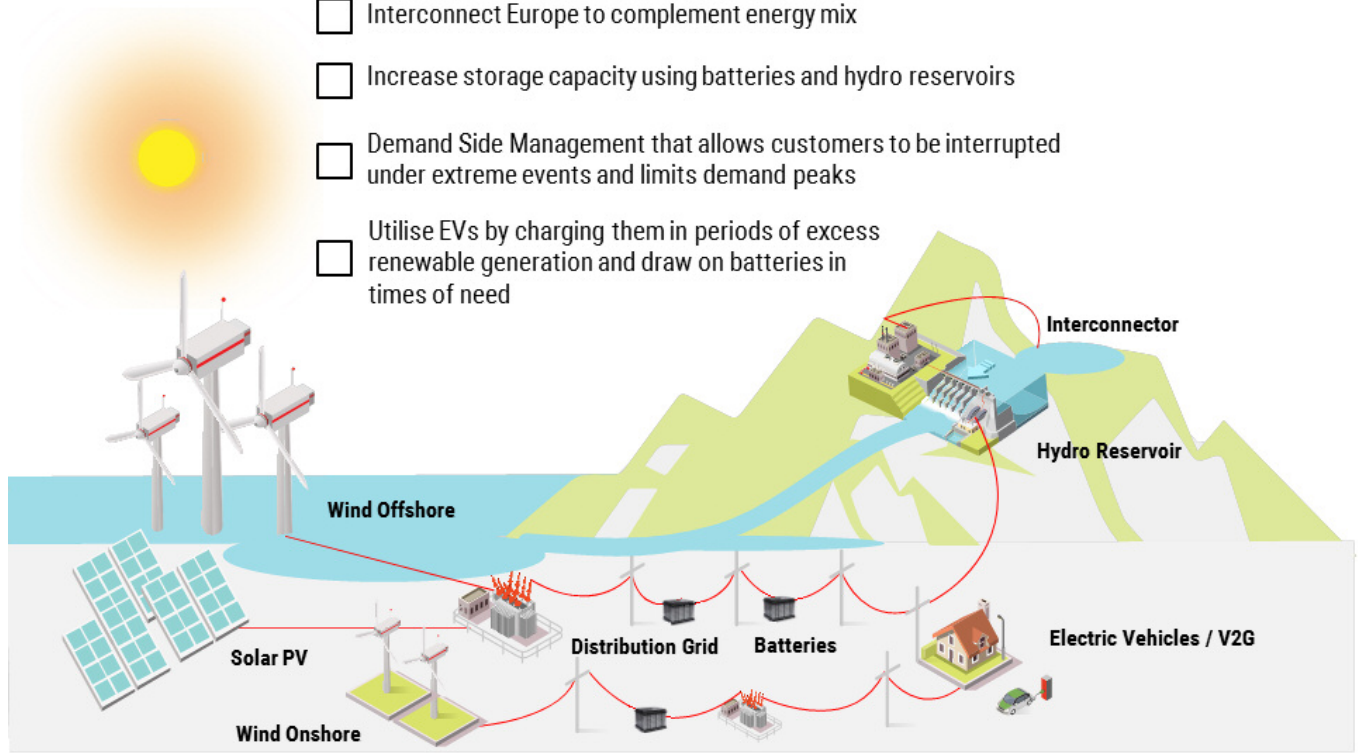 Interconnect Europe to complement energy mix
Increase storage capacity using batteries and hydro reservoirs
Demand Side Management that allows customers to be interrupted
under extreme events and limits demand peaks
Utilise EVs by charging them in periods of excess
renewable generation and draw on batteries in
times of need
Interconnector
Hydro Reservoir
Wind Offshore
Distribution Grid
Batteries
Electric Vehicles / V2G
Solar PV
Wind Onshore